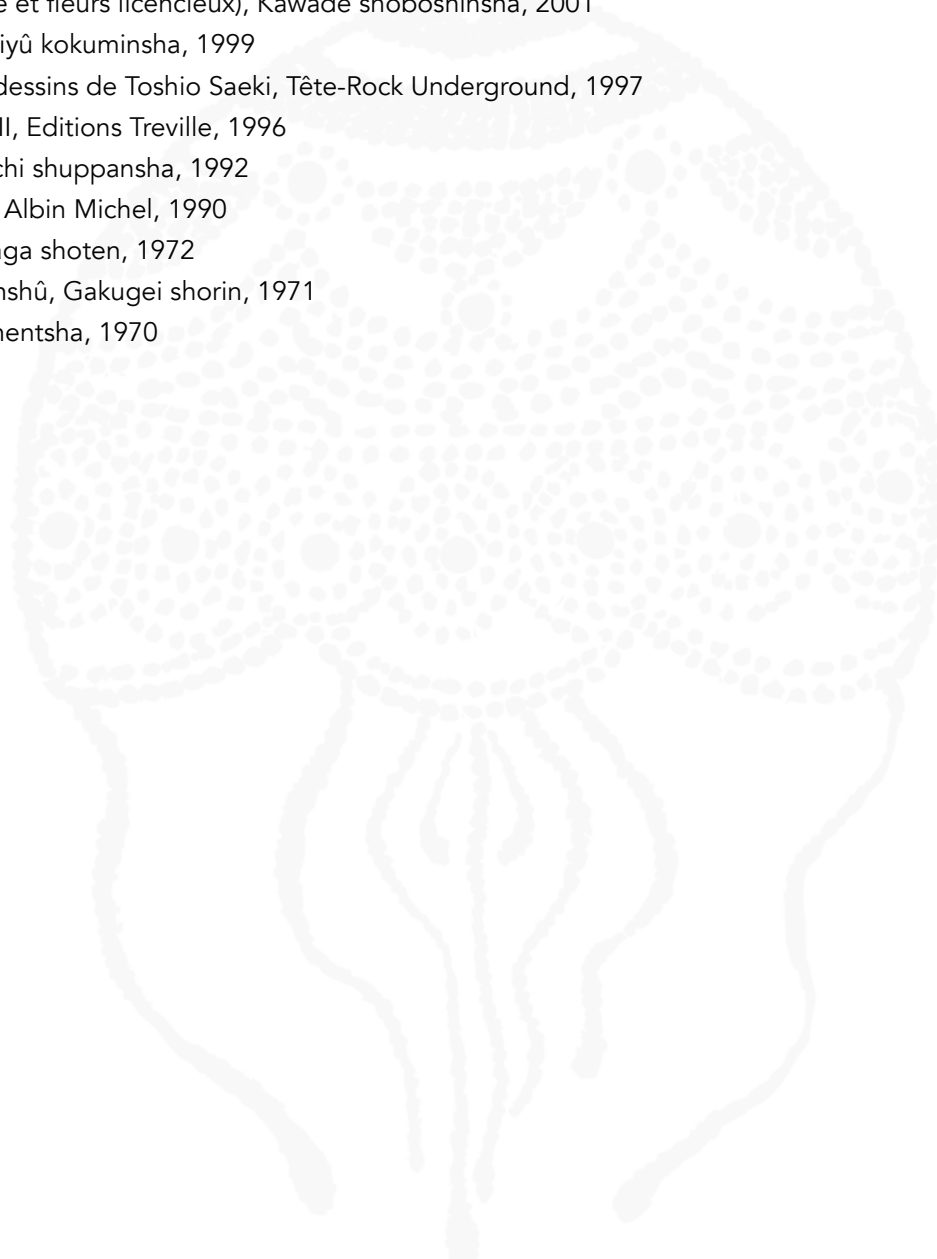 e et fleurs licencieux), Kawade shoboshinsha, 2001
iyû kokuminsha, 1999
dessins de Toshio Saeki, Tête-Rock Underground, 1997
II, Editions Treville, 1996
chi shuppansha, 1992
Albin Michel, 1990
ga shoten, 1972
nshû, Gakugei shorin, 1971
mentsha, 1970